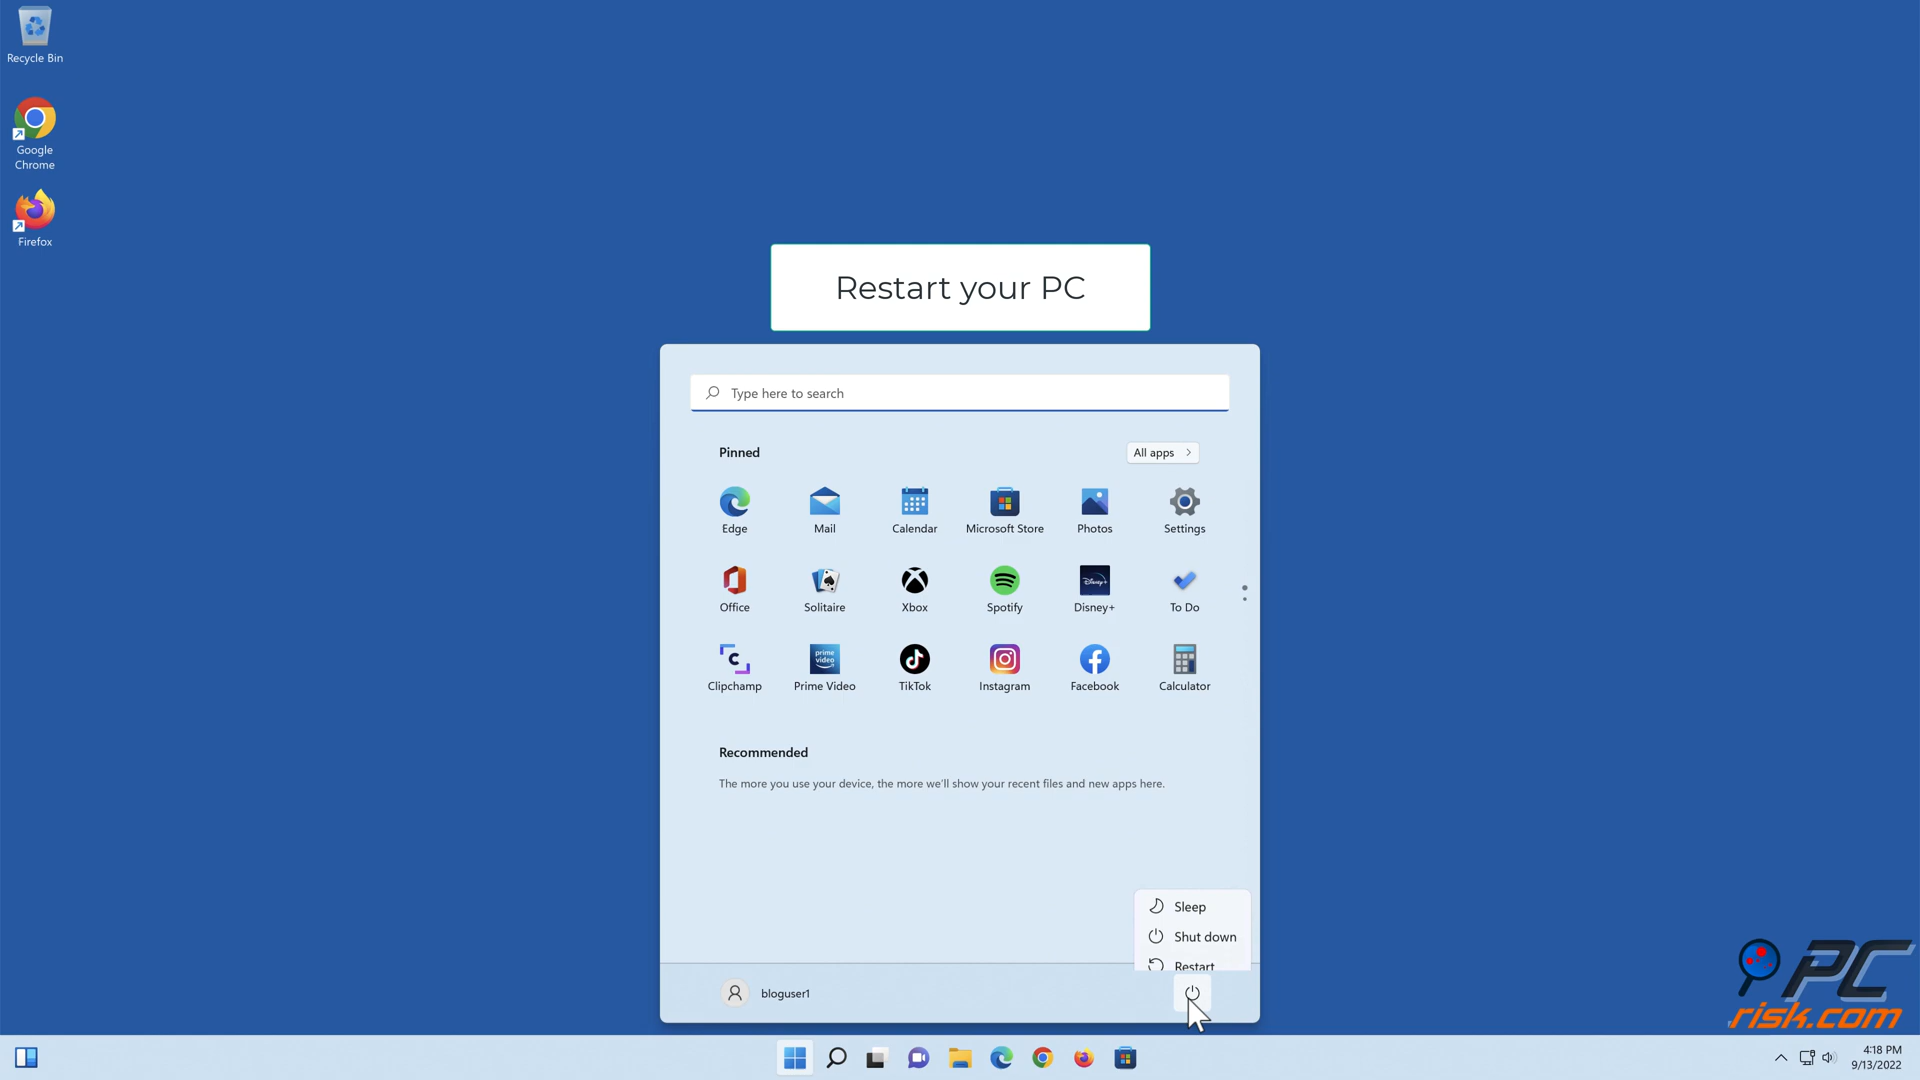 Recycle Bin
Google
Chrome
Firefox
Restart your PC
Type here to search
Pinned
All apps
Edge
Mail
Calendar
Microsoft Store
Photos
Settings
Office
Solitaire
Xbox
Spotify
Disney+
Disney+
To Do
C
prime
video
Clipchamp
Prime Video
TikTok
Instagram
Facebook
Calculator
Recommended
The more you use your device, the more we'll show your recent files and new apps here.
Sleep
Shut down
Restart
bloguser1
PC
risk.com
4:18 PM
9/13/2022